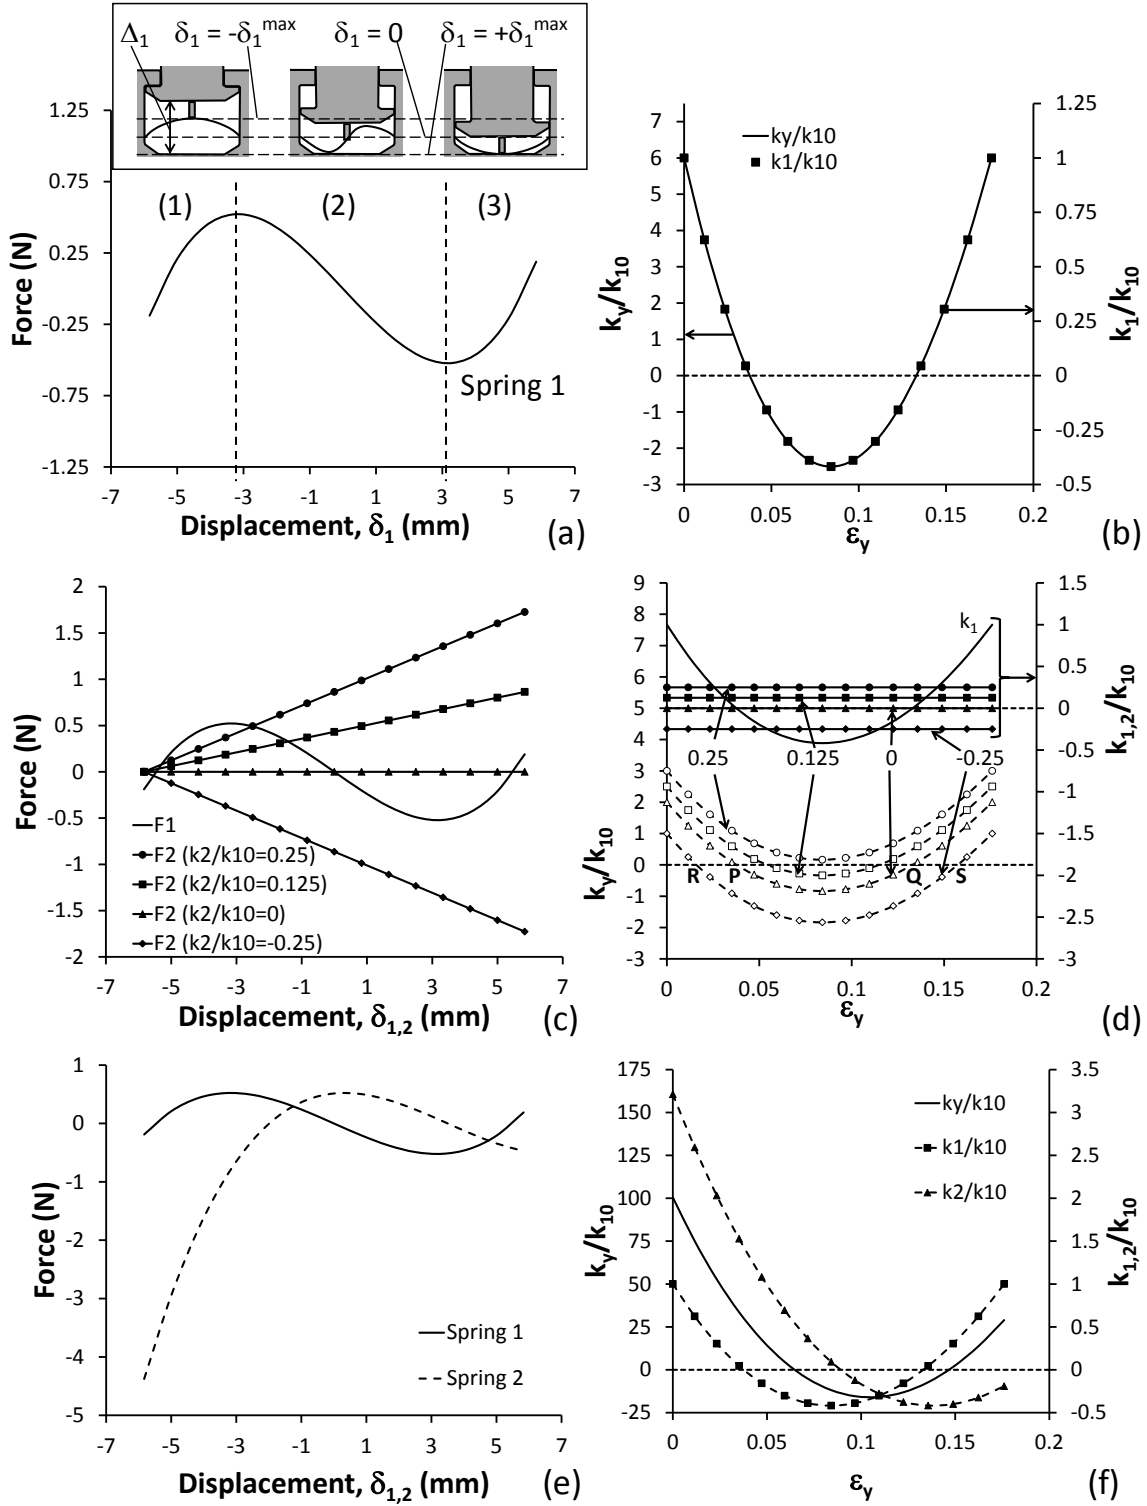 Δ1 δ1 = -δ1max δ1 = 0 δ1 = +δ1max
(1) (2) (3)
1.25
0.75
0.25
-0.25
-0.75
-1.25
Force (N)
Spring 1
-7 -5 -3 -1 1 3 5 7
Displacement, δ1 (mm)
(a)
7
6
5
4
3
2
1
0
-1
-2
-3
ky/k10
ky/k10
k1/k10
1.25
1
0.75
0.5
0.25
0
-0.25
-0.5
k1/k10
0 0.05 0.1 0.15 0.2
εy
(b)
2
1.5
1
0.5
0
-0.5
-1
-1.5
-2
Force (N)
F1
F2 (k2/k10=0.25)
F2 (k2/k10=0.125)
F2 (k2/k10=0)
F2 (k2/k10=-0.25)
-7 -5 -3 -1 1 3 5 7
Displacement, δ1,2 (mm)
(c)
9
8
7
6
5
4
3
2
1
0
-1
-2
-3
ky/k10
k1
0.25 0.125 0 -0.25
R P Q S
1.5
1
0.5
0
-0.5
-1
-1.5
-2
-2.5
-3
k1,2/k10
0 0.05 0.1 0.15 0.2
εy
(d)
1
0
-1
-2
-3
-4
-5
Force (N)
Spring 1
Spring 2
-7 -5 -3 -1 1 3 5 7
Displacement, δ1,2 (mm)
(e)
175
150
125
100
75
50
25
0
-25
ky/k10
ky/k10
k1/k10
k2/k10
3.5
3
2.5
2
1.5
1
0.5
0
-0.5
k1,2/k10
0 0.05 0.1 0.15 0.2
εy
(f)